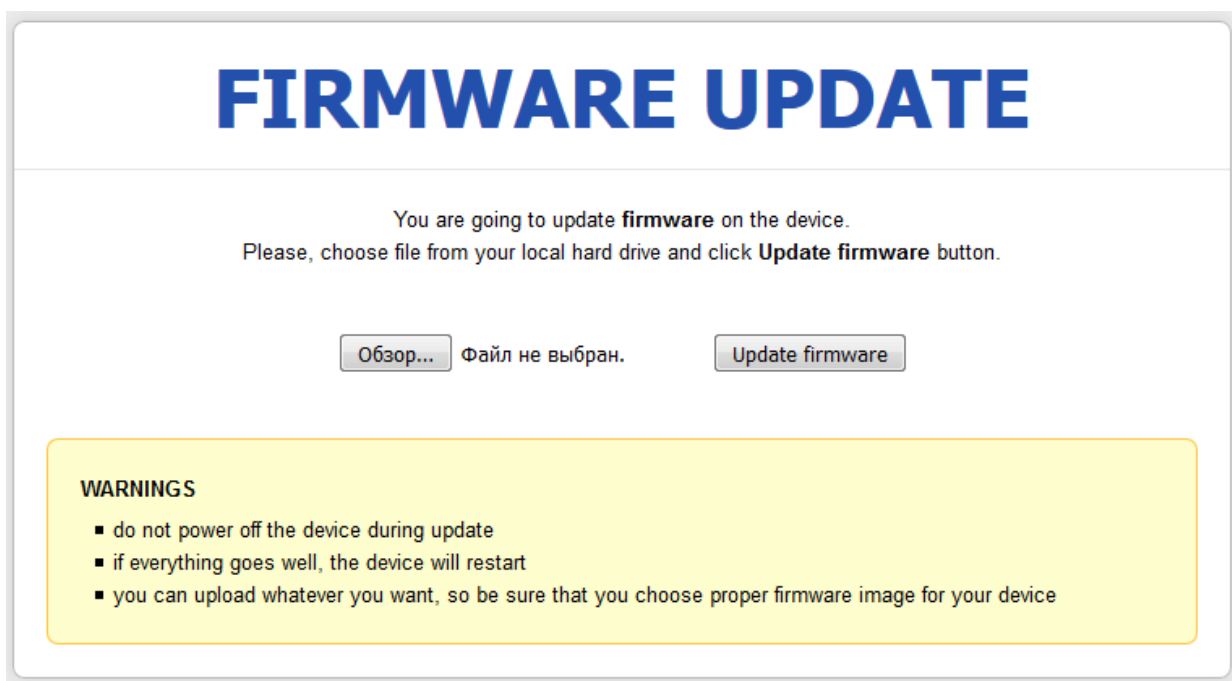 FIRMWARE UPDATE
You are going to update firmware on the device.
Please, choose file from your local hard drive and click Update firmware button.
Обзор... Файл не выбран. Update firmware
WARNINGS
▪ do not power off the device during update
▪ if everything goes well, the device will restart
▪ you can upload whatever you want, so be sure that you choose proper firmware image for your device